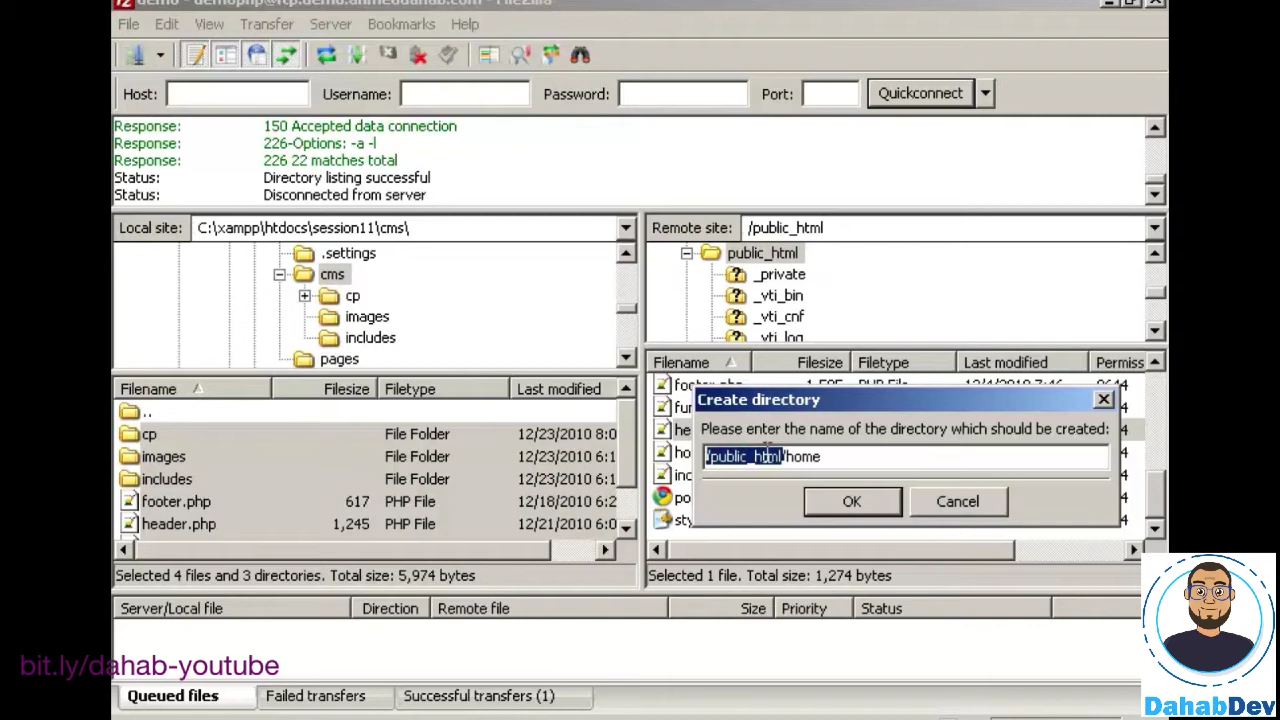 demo - demophp@ftp.demo.ahmeddahab.com - FileZilla
File Edit View Transfer Server Bookmarks Help
Host: Username: Password: Port: Quickconnect
Response: 150 Accepted data connection
Response: 226-Options: -a -l
Response: 226 22 matches total
Status: Directory listing successful
Status: Disconnected from server
Local site: C:\xampp\htdocs\session11\cms\
.settings
cms
cp
images
includes
pages
Filename Filesize Filetype Last modified
..
cp File Folder 12/23/2010 8:0
images File Folder 12/23/2010 6:1
includes File Folder 12/23/2010 6:1
footer.php 617 PHP File 12/18/2010 6:2
header.php 1,245 PHP File 12/21/2010 6:0
Selected 4 files and 3 directories. Total size: 5,974 bytes
Remote site: /public_html
public_html
_private
_vti_bin
_vti_cnf
_vti_log
Filename Filesize Filetype Last modified Permiss
Create directory
Please enter the name of the directory which should be created:
/public_html/home
OK Cancel
Selected 1 file. Total size: 1,274 bytes
Server/Local file Direction Remote file Size Priority Status
Queued files Failed transfers Successful transfers (1)
bit.ly/dahab-youtube
DahabDev